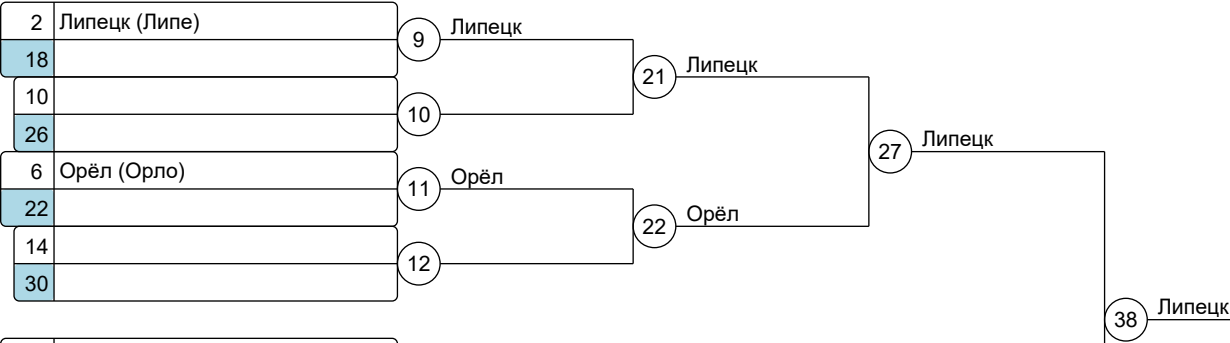 2 Липецк (Липе)
9 Липецк
18
21 Липецк
10
10
26
27 Липецк
6 Орёл (Орло)
11 Орёл
22
22 Орёл
14
12
30
38 Липецк